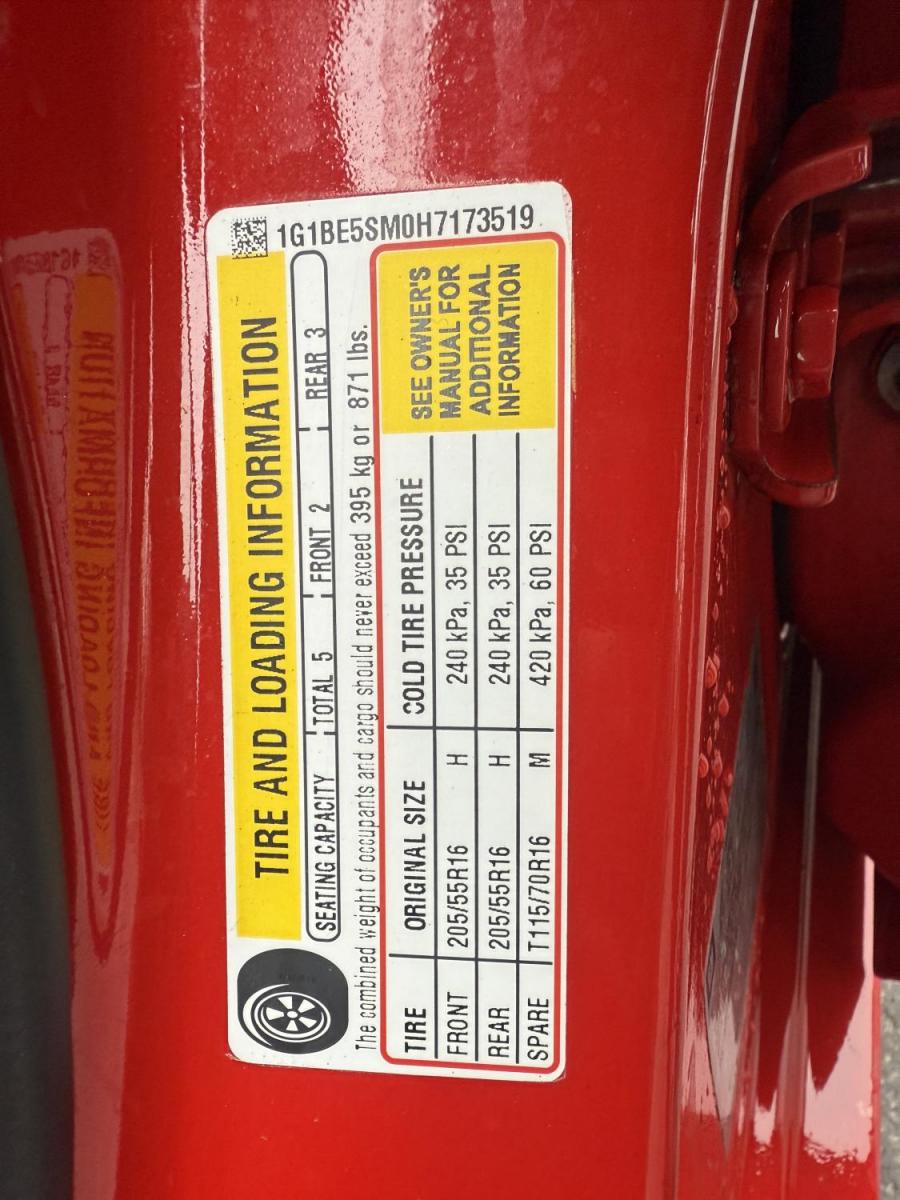 1G1BE5SM0H7173519
TIRE AND LOADING INFORMATION
SEATING CAPACITY TOTAL 5 FRONT 2 REAR 3
The combined weight of occupants and cargo should never exceed 395 kg or 871 lbs.
TIRE ORIGINAL SIZE COLD TIRE PRESSURE
FRONT 205/55R16 H 240 kPa, 35 PSI
REAR 205/55R16 H 240 kPa, 35 PSI
SPARE T115/70R16 M 420 kPa, 60 PSI
SEE OWNER'S
MANUAL FOR
ADDITIONAL
INFORMATION